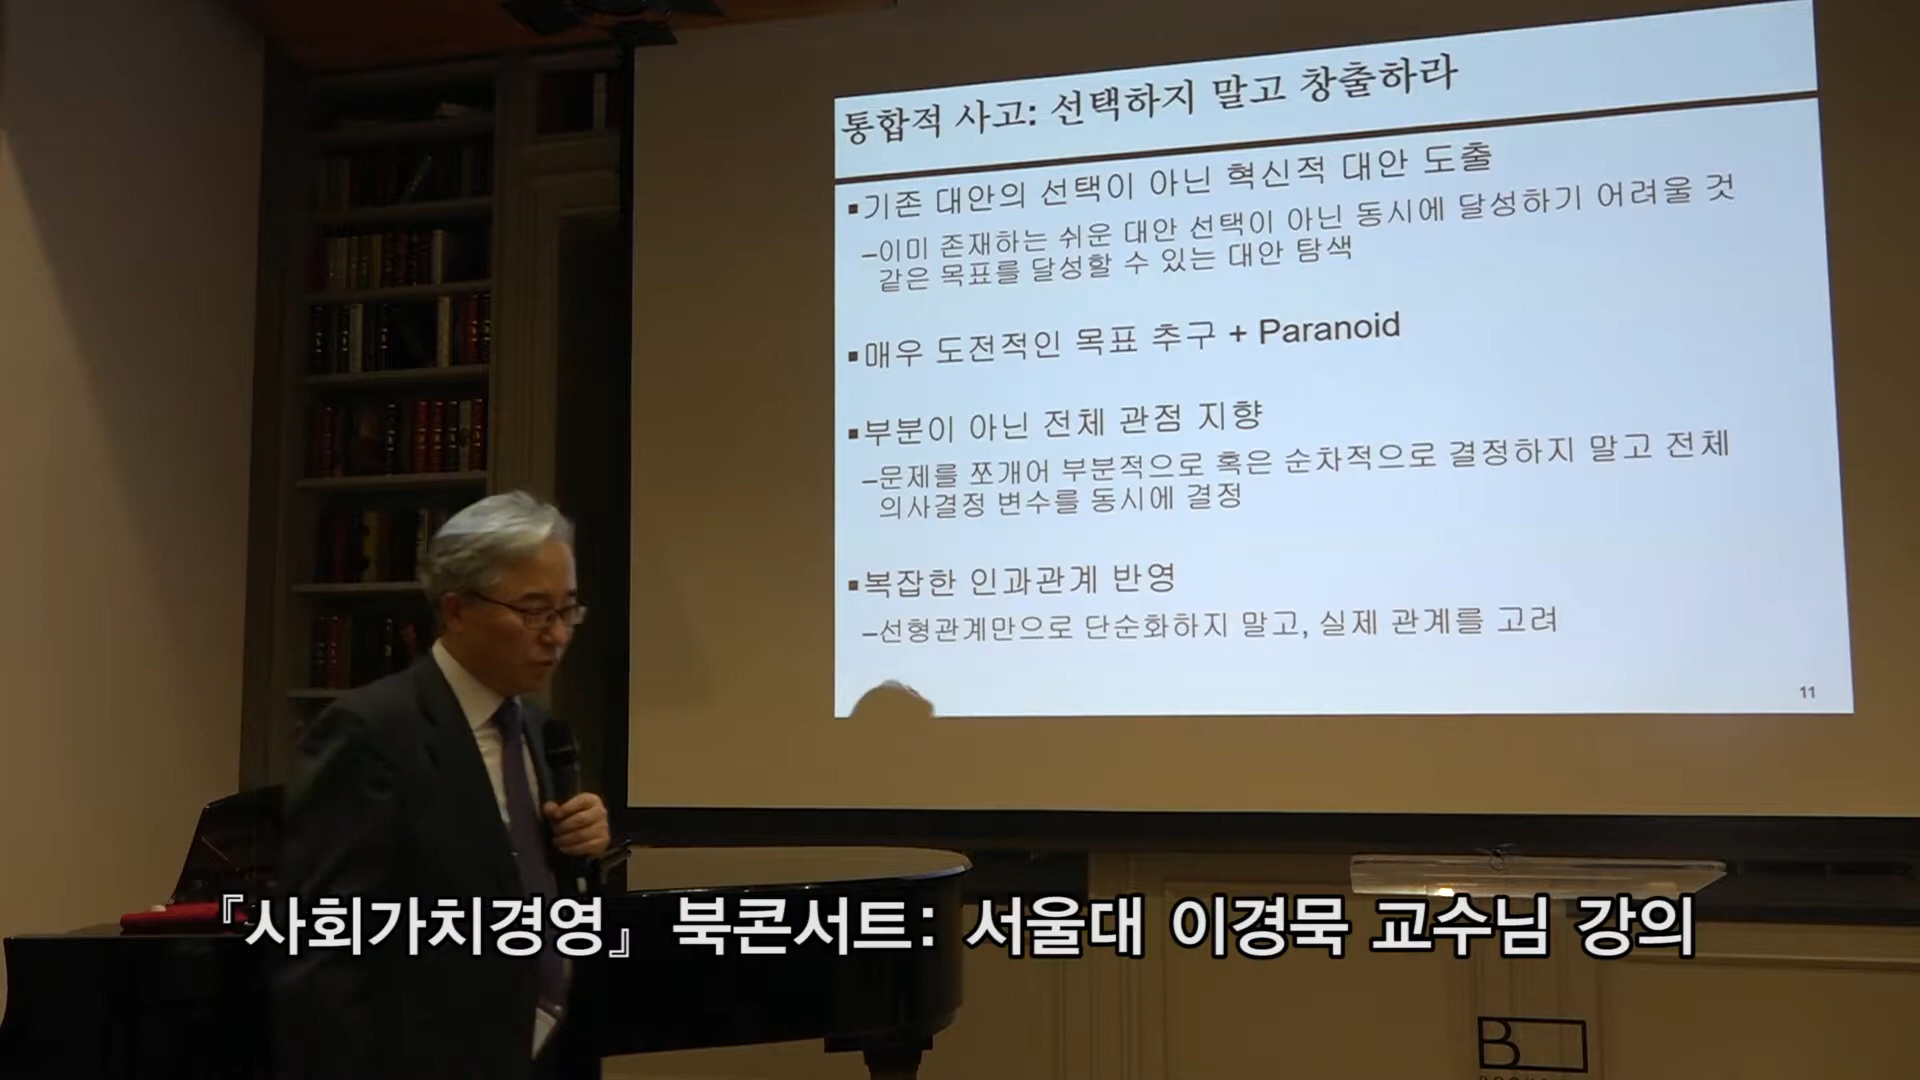 통합적 사고: 선택하지 말고 창출하라
▪기존 대안의 선택이 아닌 혁신적 대안 도출
–이미 존재하는 쉬운 대안 선택이 아닌 동시에 달성하기 어려울 것
같은 목표를 달성할 수 있는 대안 탐색
▪매우 도전적인 목표 추구 + Paranoid
▪부분이 아닌 전체 관점 지향
–문제를 쪼개어 부분적으로 혹은 순차적으로 결정하지 말고 전체
의사결정 변수를 동시에 결정
▪복잡한 인과관계 반영
–선형관계만으로 단순화하지 말고, 실제 관계를 고려
11
『사회가치경영』 북콘서트: 서울대 이경묵 교수님 강의
B